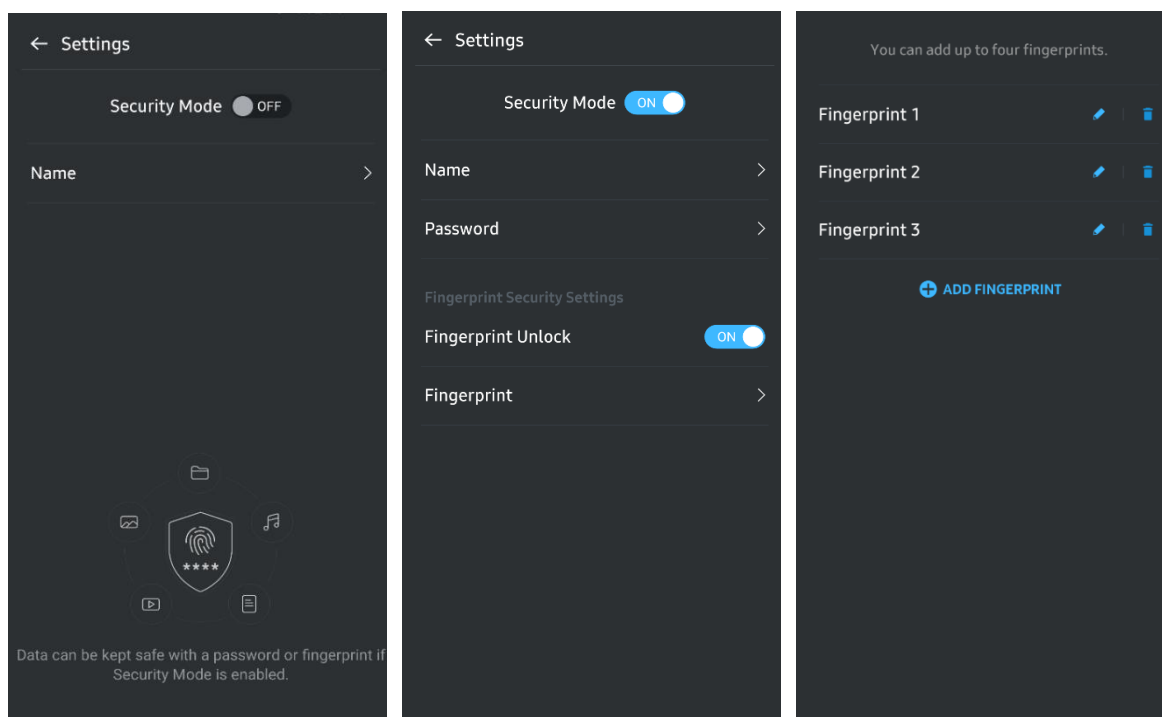 Settings
Security Mode OFF
Name
****
Data can be kept safe with a password or fingerprint if
Security Mode is enabled.
Settings
Security Mode ON
Name
Password
Fingerprint Security Settings
Fingerprint Unlock ON
Fingerprint
You can add up to four fingerprints.
Fingerprint 1
Fingerprint 2
Fingerprint 3
ADD FINGERPRINT